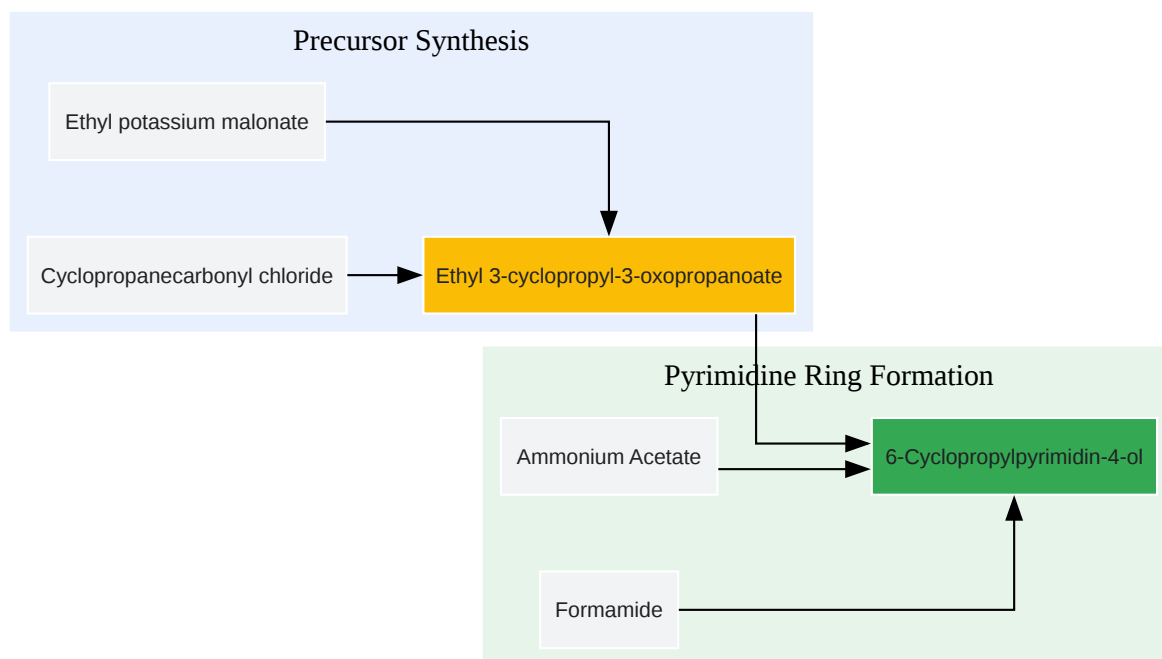 Precursor Synthesis
Ethyl potassium malonate
Cyclopropanecarbonyl chloride
Ethyl 3-cyclopropyl-3-oxopropanoate
Pyrimidine Ring Formation
Ammonium Acetate
6-Cyclopropylpyrimidin-4-ol
Formamide